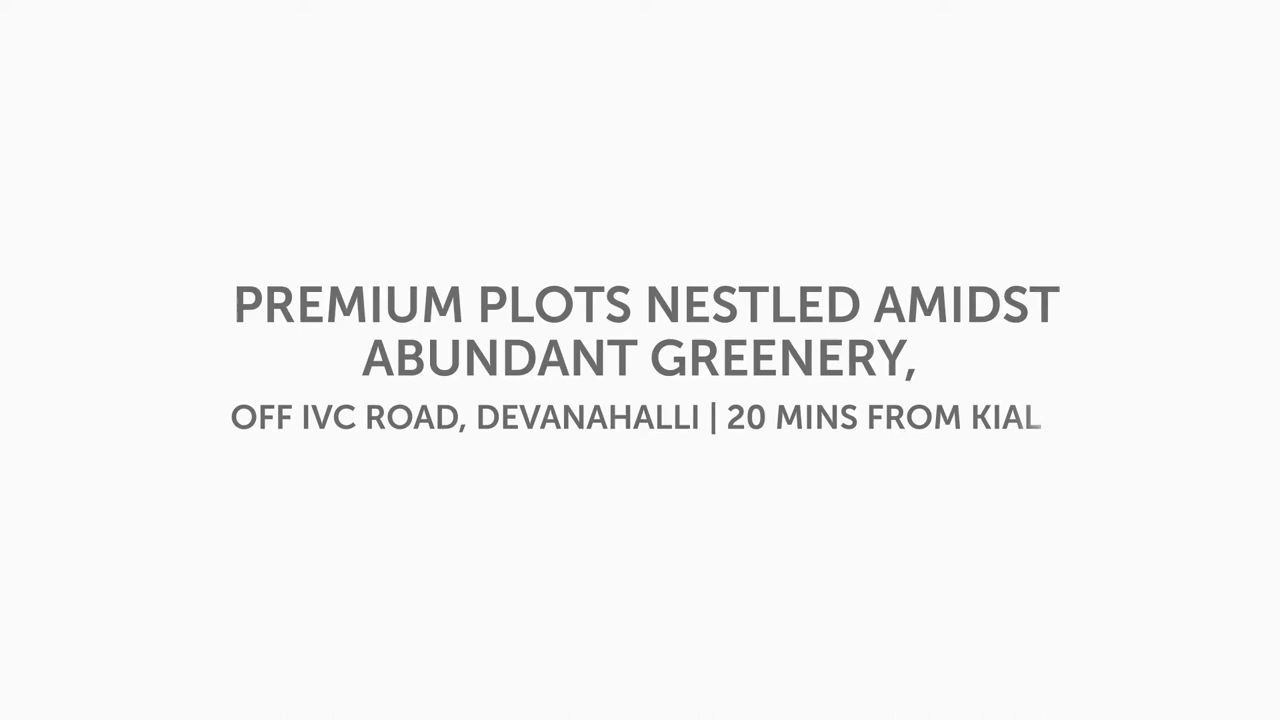 PREMIUM PLOTS NESTLED AMIDST
ABUNDANT GREENERY,
OFF IVC ROAD, DEVANAHALLI | 20 MINS FROM KIAL